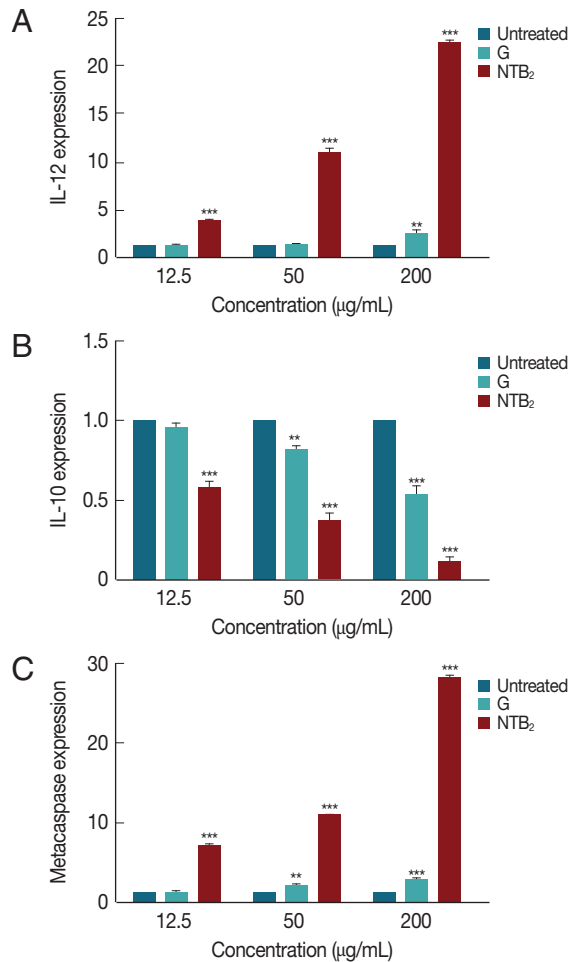 A
25
20
15
10
5
0
IL-12 expression
***
***
***
**
Untreated
G
NTB₂
12.5 50 200
Concentration (μg/mL)
B
1.5
1.0
0.5
0
IL-10 expression
***
**
***
***
***
Untreated
G
NTB₂
12.5 50 200
Concentration (μg/mL)
C
30
20
10
0
Metacaspase expression
***
**
***
***
***
Untreated
G
NTB₂
12.5 50 200
Concentration (μg/mL)